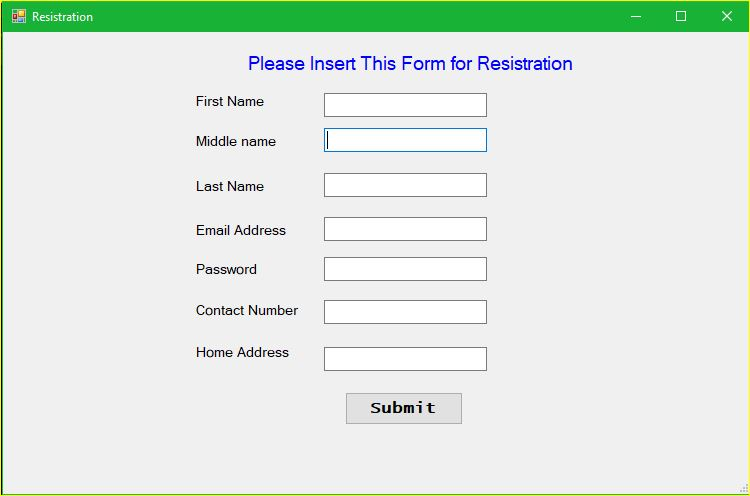 Resistration
Please Insert This Form for Resistration
First Name
Middle name
Last Name
Email Address
Password
Contact Number
Home Address
Submit